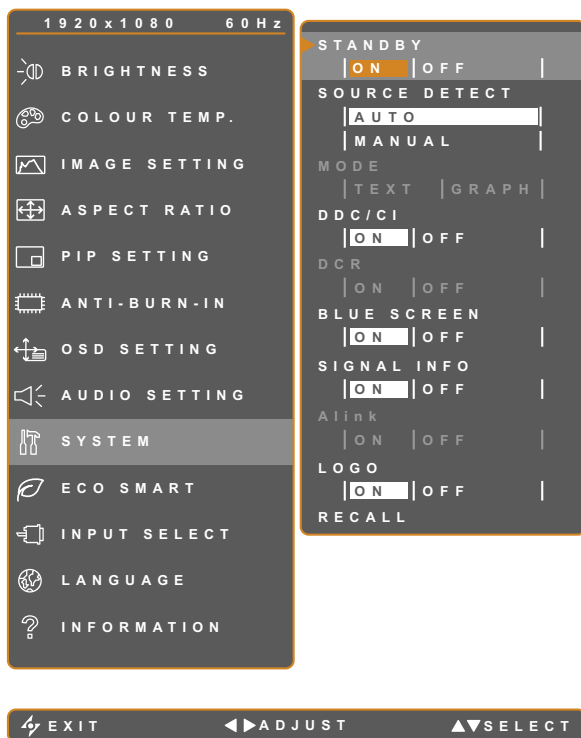 1920x1080 60Hz
BRIGHTNESS
COLOUR TEMP.
IMAGE SETTING
ASPECT RATIO
PIP SETTING
ANTI-BURN-IN
OSD SETTING
AUDIO SETTING
SYSTEM
ECO SMART
INPUT SELECT
LANGUAGE
INFORMATION
STANDBY
ON OFF
SOURCE DETECT
AUTO
MANUAL
MODE
TEXT GRAPH
DDC/CI
ON OFF
DCR
ON OFF
BLUE SCREEN
ON OFF
SIGNAL INFO
ON OFF
Alink
ON OFF
LOGO
ON OFF
RECALL
EXIT ADJUST SELECT